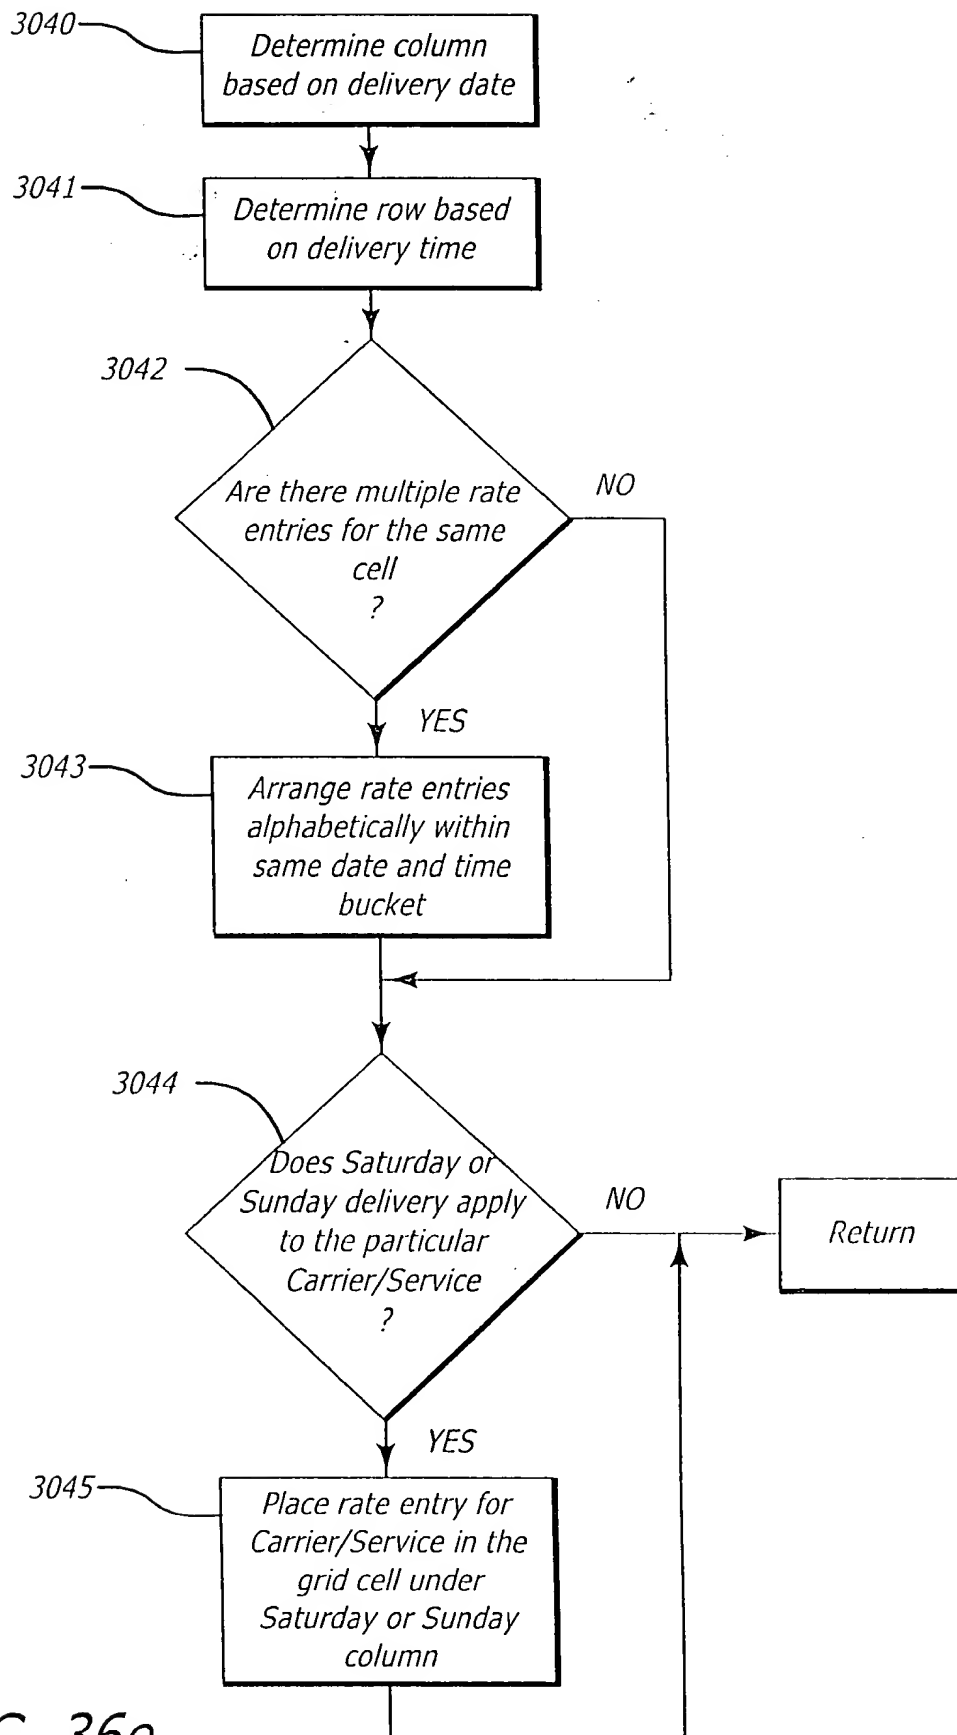 3040
Determine column
based on delivery date
3041
Determine row based
on delivery time
3042
Are there multiple rate
entries for the same
cell
?
NO
YES
3043
Arrange rate entries
alphabetically within
same date and time
bucket
3044
Does Saturday or
Sunday delivery apply
to the particular
Carrier/Service
?
NO
Return
YES
3045
Place rate entry for
Carrier/Service in the
grid cell under
Saturday or Sunday
column